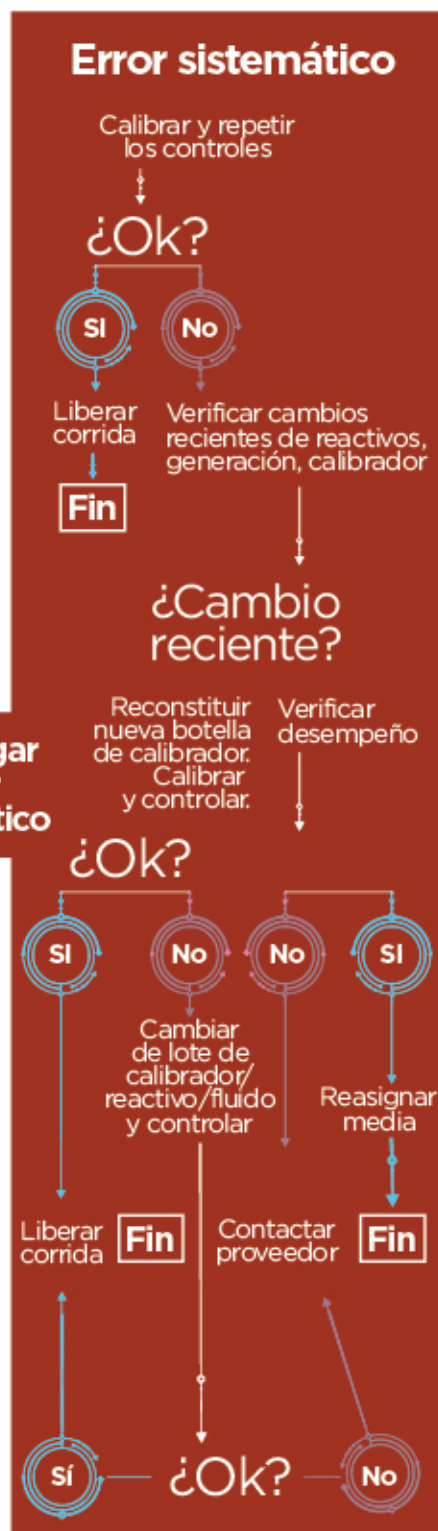 Error sistemático
Calibrar y repetir
los controles
¿Ok?
SI
No
Liberar
corrida
Fin
Verificar cambios
recientes de reactivos,
generación, calibrador
¿Cambio
reciente?
Reconstituir
nueva botella
de calibrador.
Calibrar
y controlar.
Verificar
desempeño
¿Ok?
SI
No
No
SI
Cambiar
de lote de
calibrador/
reactivo/fluido
y controlar
Reasignar
media
Liberar
corrida
Fin
Contactar
proveedor
Fin
Sí
¿Ok?
No